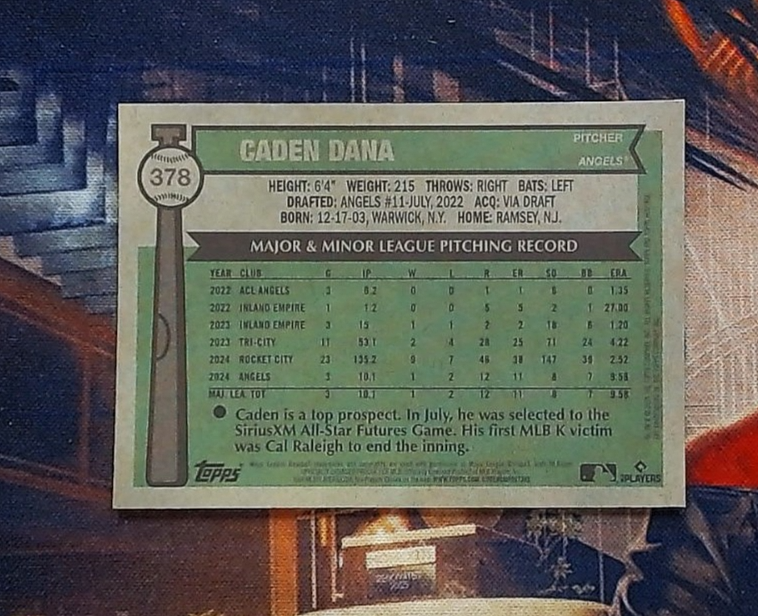 378
CADEN DANA
PITCHER
ANGELS®
HEIGHT: 6'4" WEIGHT: 215 THROWS: RIGHT BATS: LEFT
DRAFTED: ANGELS #11-JULY, 2022 ACQ: VIA DRAFT
BORN: 12-17-03, WARWICK, N.Y. HOME: RAMSEY, N.J.
MAJOR & MINOR LEAGUE PITCHING RECORD
YEAR CLUB G IP W L R ER SO BB ERA
2022 ACL ANGELS 3 6.2 0 0 1 1 6 0 1.35
2022 INLAND EMPIRE 1 1.2 0 0 5 5 2 1 27.00
2023 INLAND EMPIRE 3 15 1 1 2 2 18 6 1.20
2023 TRI-CITY 11 53.1 2 4 28 25 71 24 4.22
2024 ROCKET CITY 23 135.2 9 7 46 38 147 38 2.52
2024 ANGELS 3 10.1 1 2 12 11 8 7 9.58
MAJ. LEA. TOT. 3 10.1 1 2 12 11 8 7 9.58
Caden is a top prospect. In July, he was selected to the
SiriusXM All-Star Futures Game. His first MLB K victim
was Cal Raleigh to end the inning.
Topps®
PLAYERS